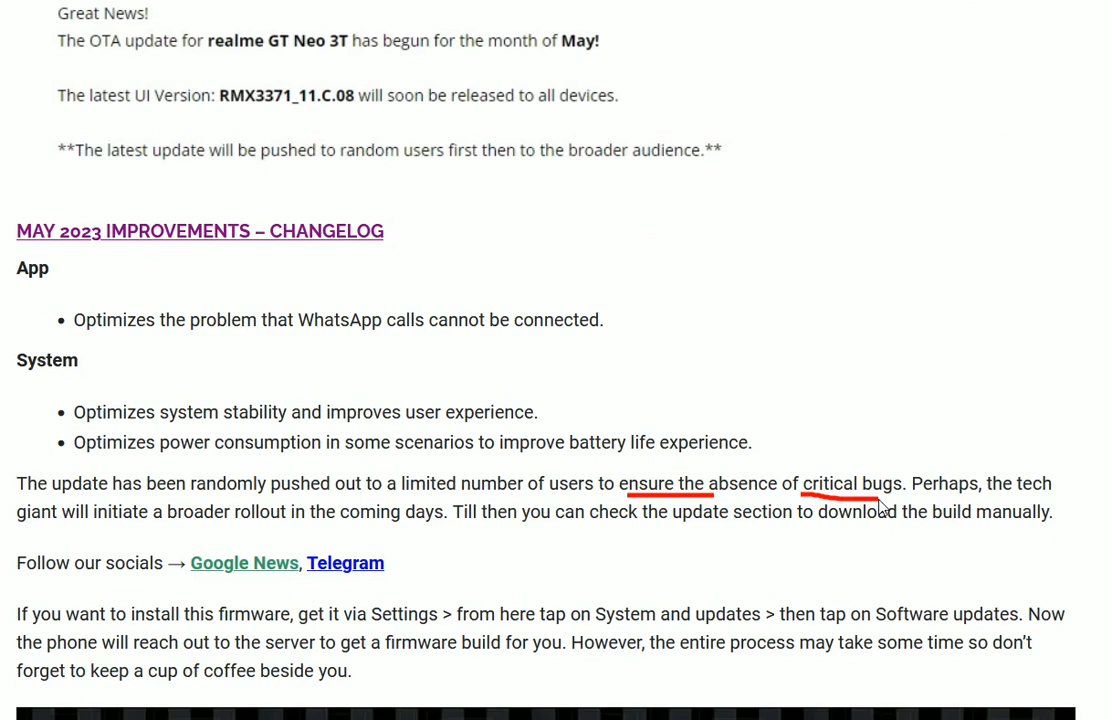 Great News!
The OTA update for realme GT Neo 3T has begun for the month of May!
The latest UI Version: RMX3371_11.C.08 will soon be released to all devices.
**The latest update will be pushed to random users first then to the broader audience.**
MAY 2023 IMPROVEMENTS – CHANGELOG
App
• Optimizes the problem that WhatsApp calls cannot be connected.
System
• Optimizes system stability and improves user experience.
• Optimizes power consumption in some scenarios to improve battery life experience.
The update has been randomly pushed out to a limited number of users to ensure the absence of critical bugs. Perhaps, the tech
giant will initiate a broader rollout in the coming days. Till then you can check the update section to download the build manually.
Follow our socials → Google News, Telegram
If you want to install this firmware, get it via Settings > from here tap on System and updates > then tap on Software updates. Now
the phone will reach out to the server to get a firmware build for you. However, the entire process may take some time so don’t
forget to keep a cup of coffee beside you.